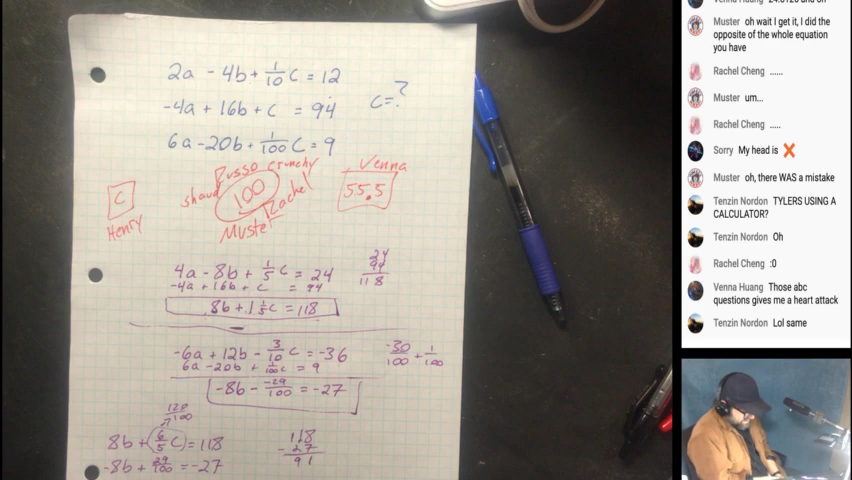 2a - 4b + 1/10 C = 12
-4a + 16b + C = 94
C = ?
6a - 20b + 1/100 C = 9
C
Henry
shaun
Russo
crunchy
100
Rachel
Muste
Venna
55.5
4a - 8b + 1/5 C = 24
-4a + 16b + C = 94
8b + 1 1/5 C = 118
24
94
118
-6a + 12b - 3/10 C = -36
6a - 20b + 1/100 C = 9
-8b - -29/100 = -27
-30/100 + 1/100
120/100
8b + 6/5 C = 118
-8b + 29/100 = -27
118
- 27
91
Muster oh wait I get it, I did the
opposite of the whole equation
you have
Rachel Cheng ......
Muster um...
Rachel Cheng .....
Sorry My head is ❌
Muster oh, there WAS a mistake
Tenzin Nordon TYLERS USING A
CALCULATOR?
Tenzin Nordon Oh
Rachel Cheng :0
Venna Huang Those abc
questions gives me a heart attack
Tenzin Nordon Lol same